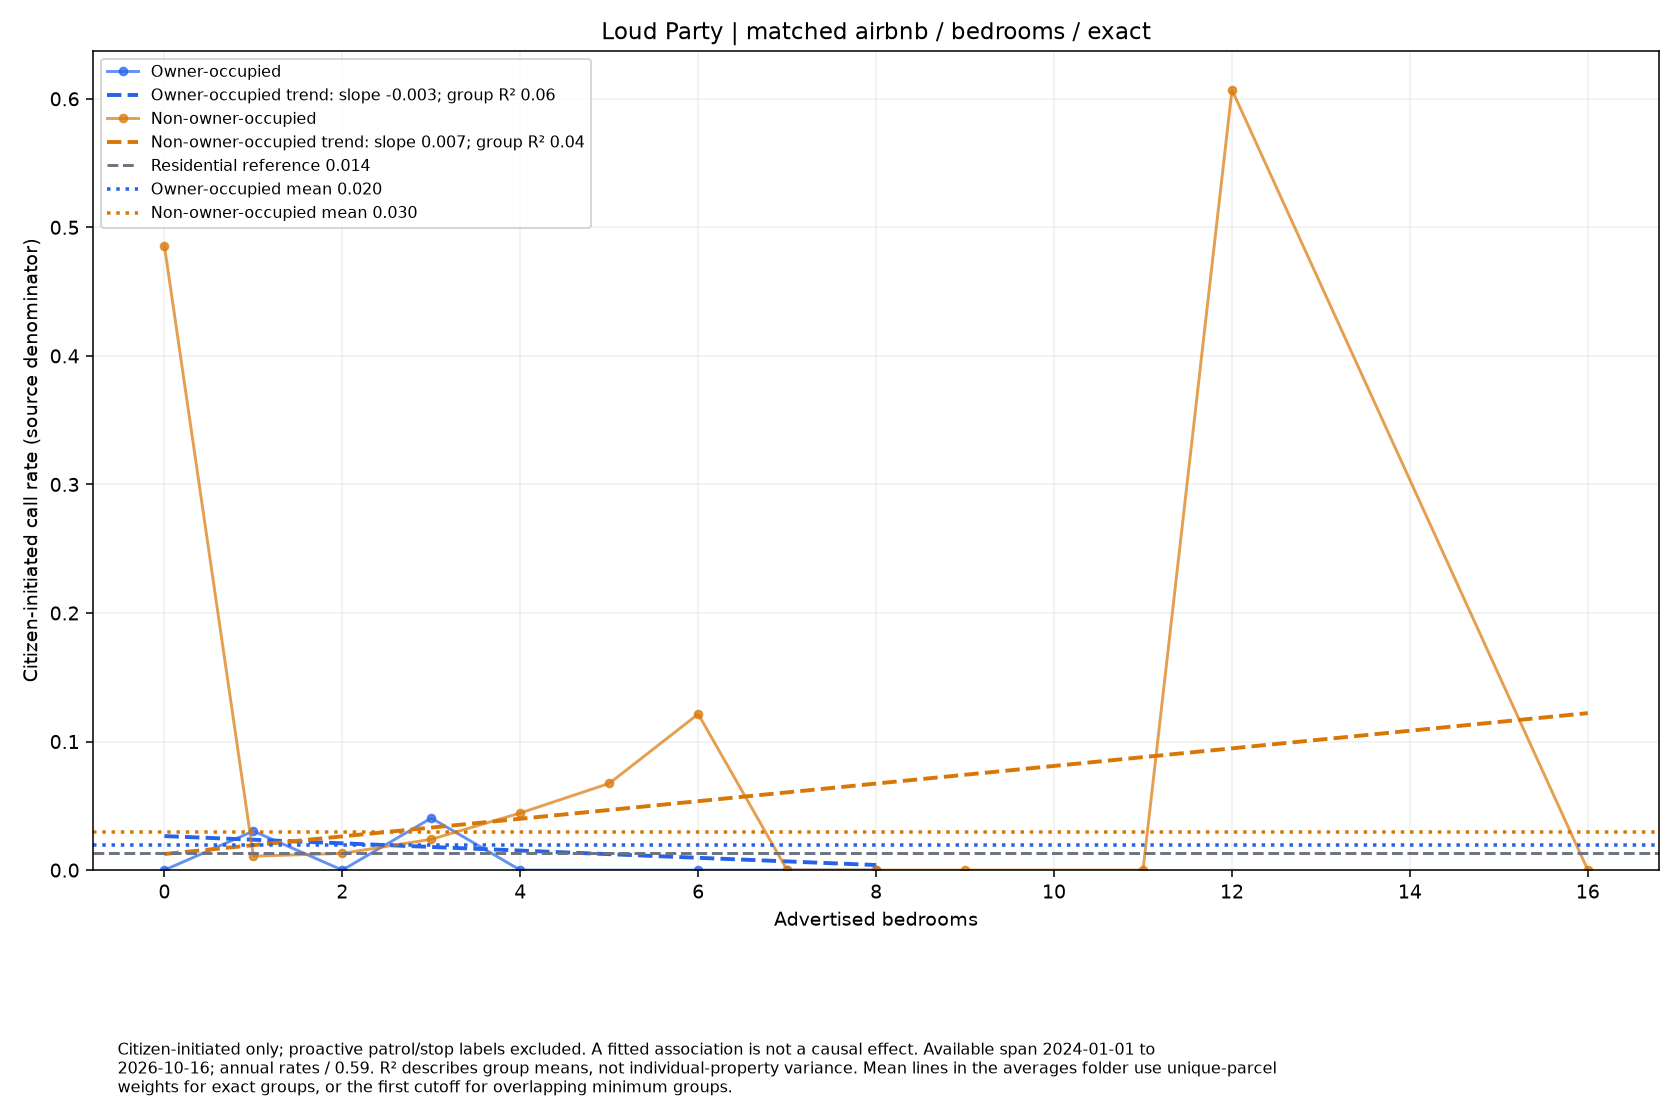 Loud Party | matched airbnb / bedrooms / exact
Owner-occupied
Owner-occupied trend: slope -0.003; group R² 0.06
Non-owner-occupied
Non-owner-occupied trend: slope 0.007; group R² 0.04
Residential reference 0.014
Owner-occupied mean 0.020
Non-owner-occupied mean 0.030
Citizen-initiated call rate (source denominator)
0.6
0.5
0.4
0.3
0.2
0.1
0.0
0 2 4 6 8 10 12 14 16
Advertised bedrooms
Citizen-initiated only; proactive patrol/stop labels excluded. A fitted association is not a causal effect. Available span 2024-01-01 to
2026-10-16; annual rates / 0.59. R² describes group means, not individual-property variance. Mean lines in the averages folder use unique-parcel
weights for exact groups, or the first cutoff for overlapping minimum groups.